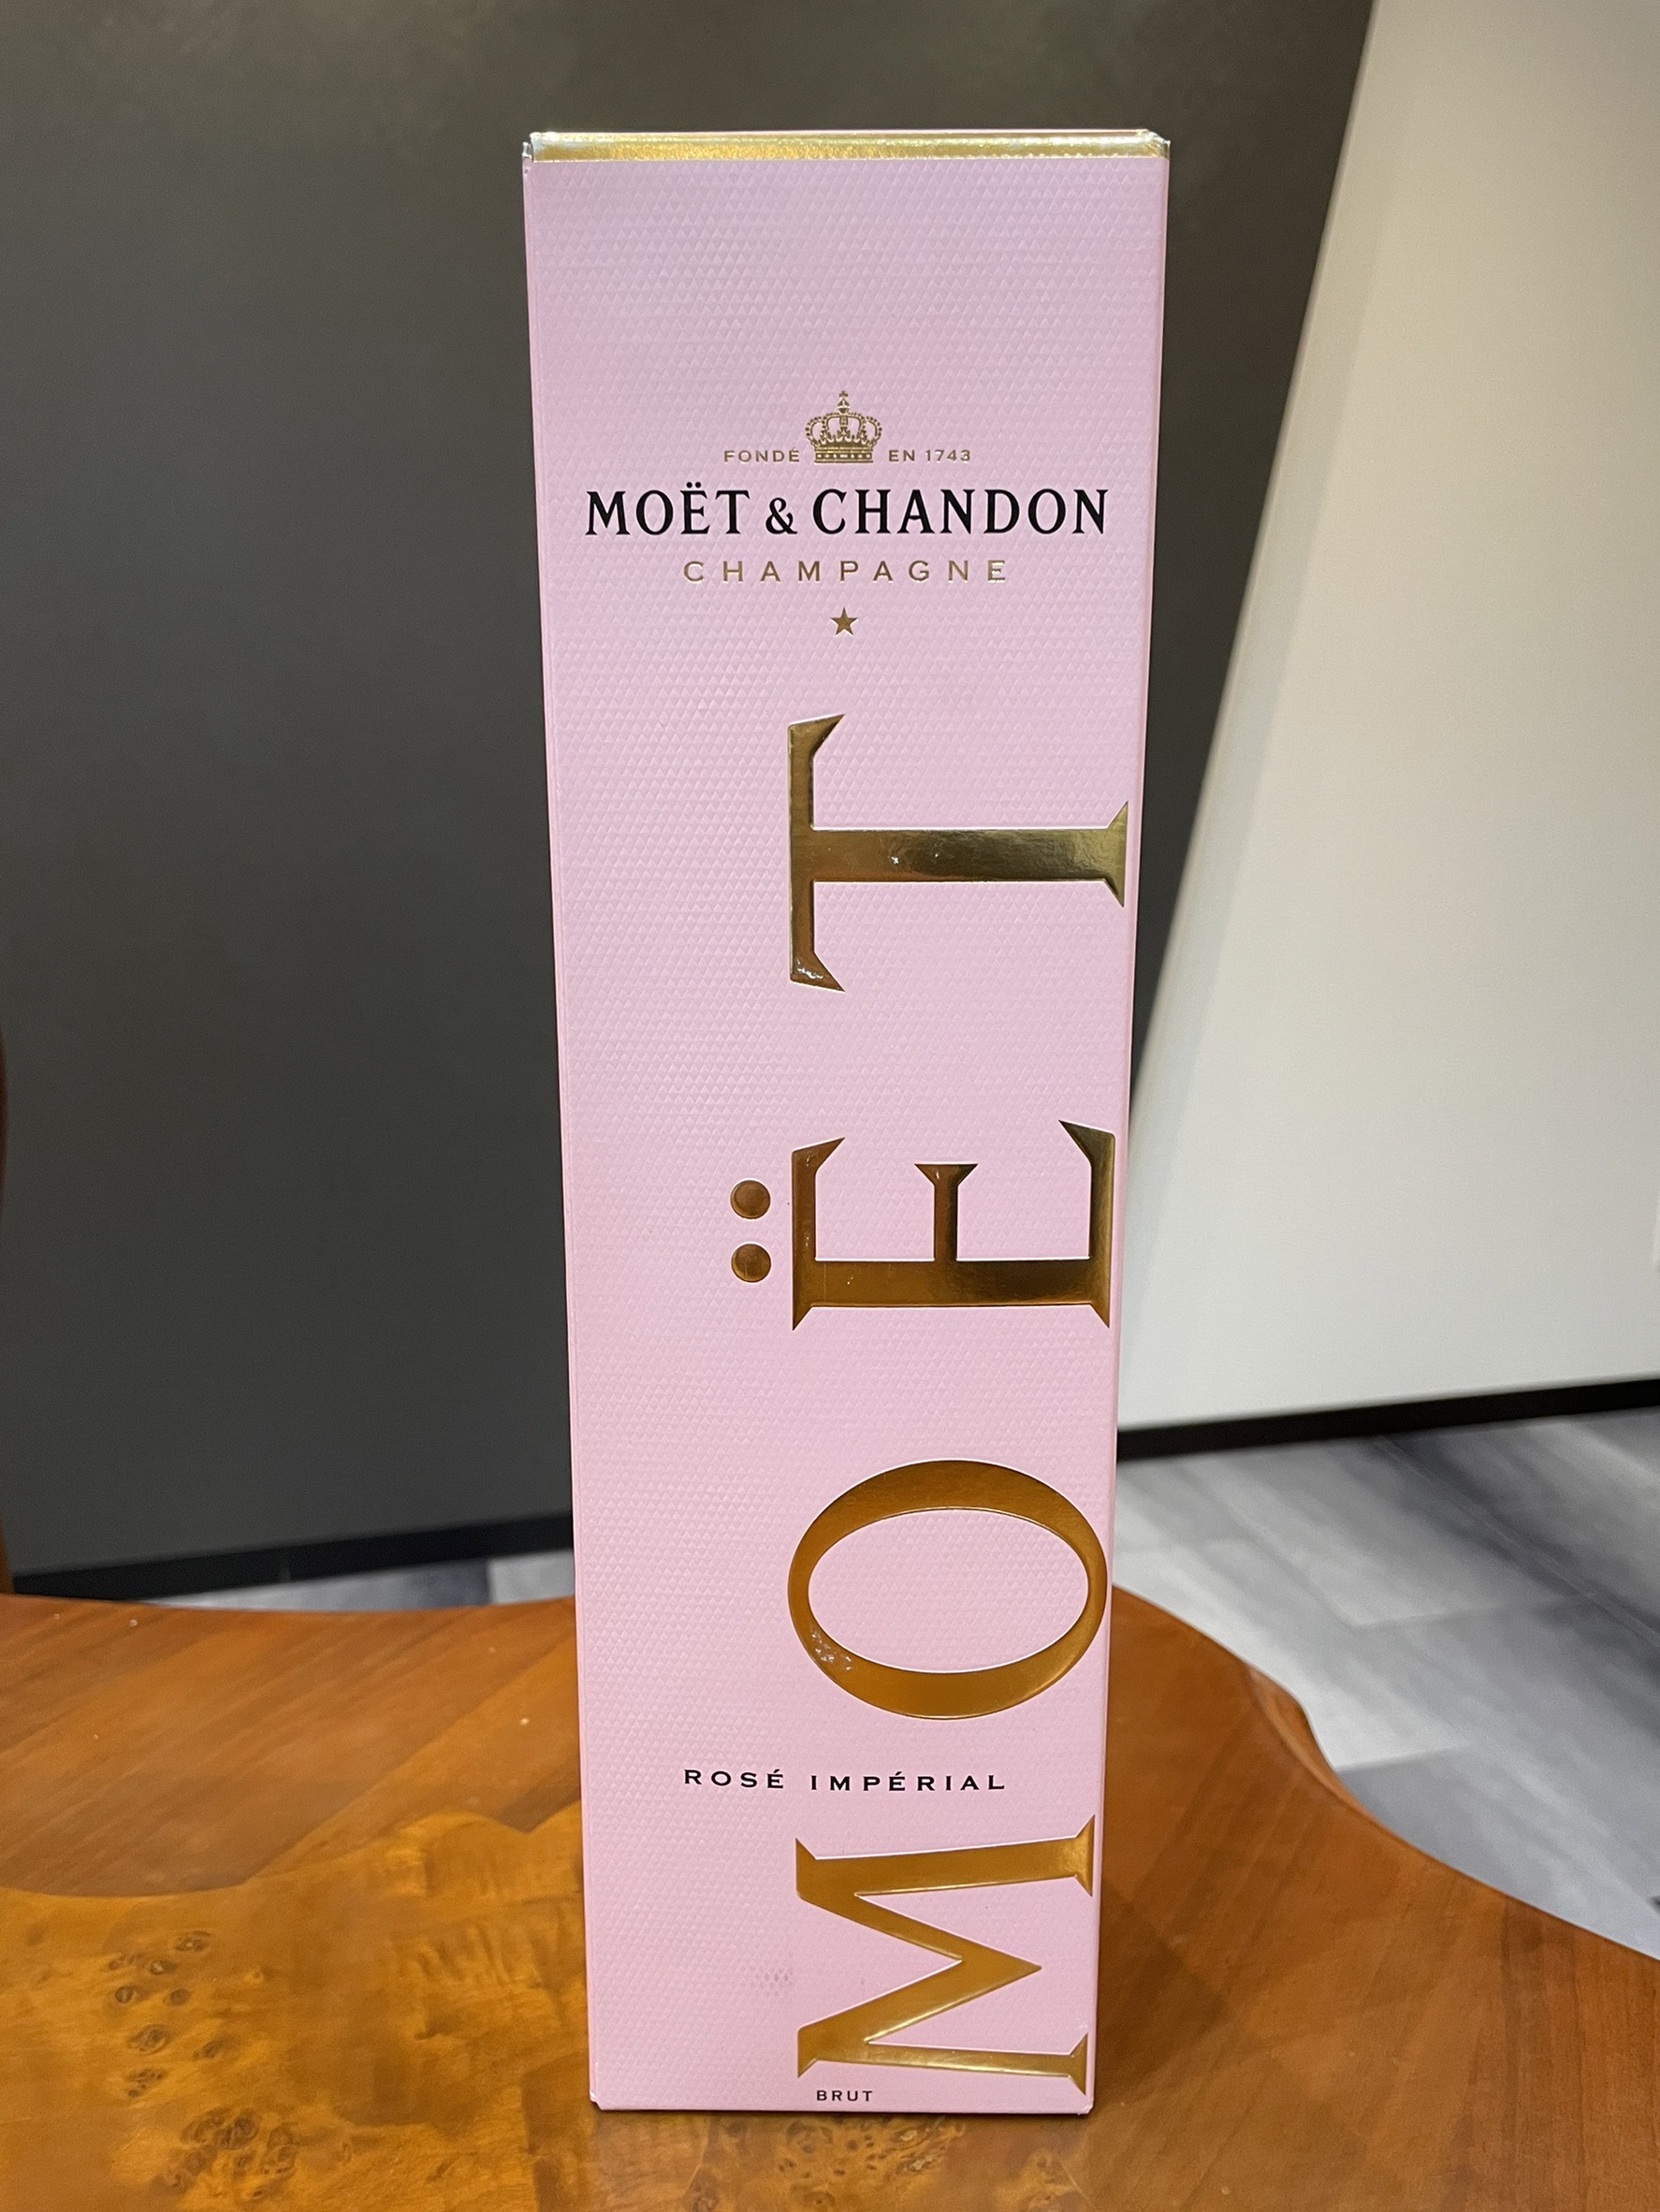 FONDÉ EN 1743
MOËT & CHANDON
CHAMPAGNE
MOËT
ROSÉ IMPÉRIAL
BRUT